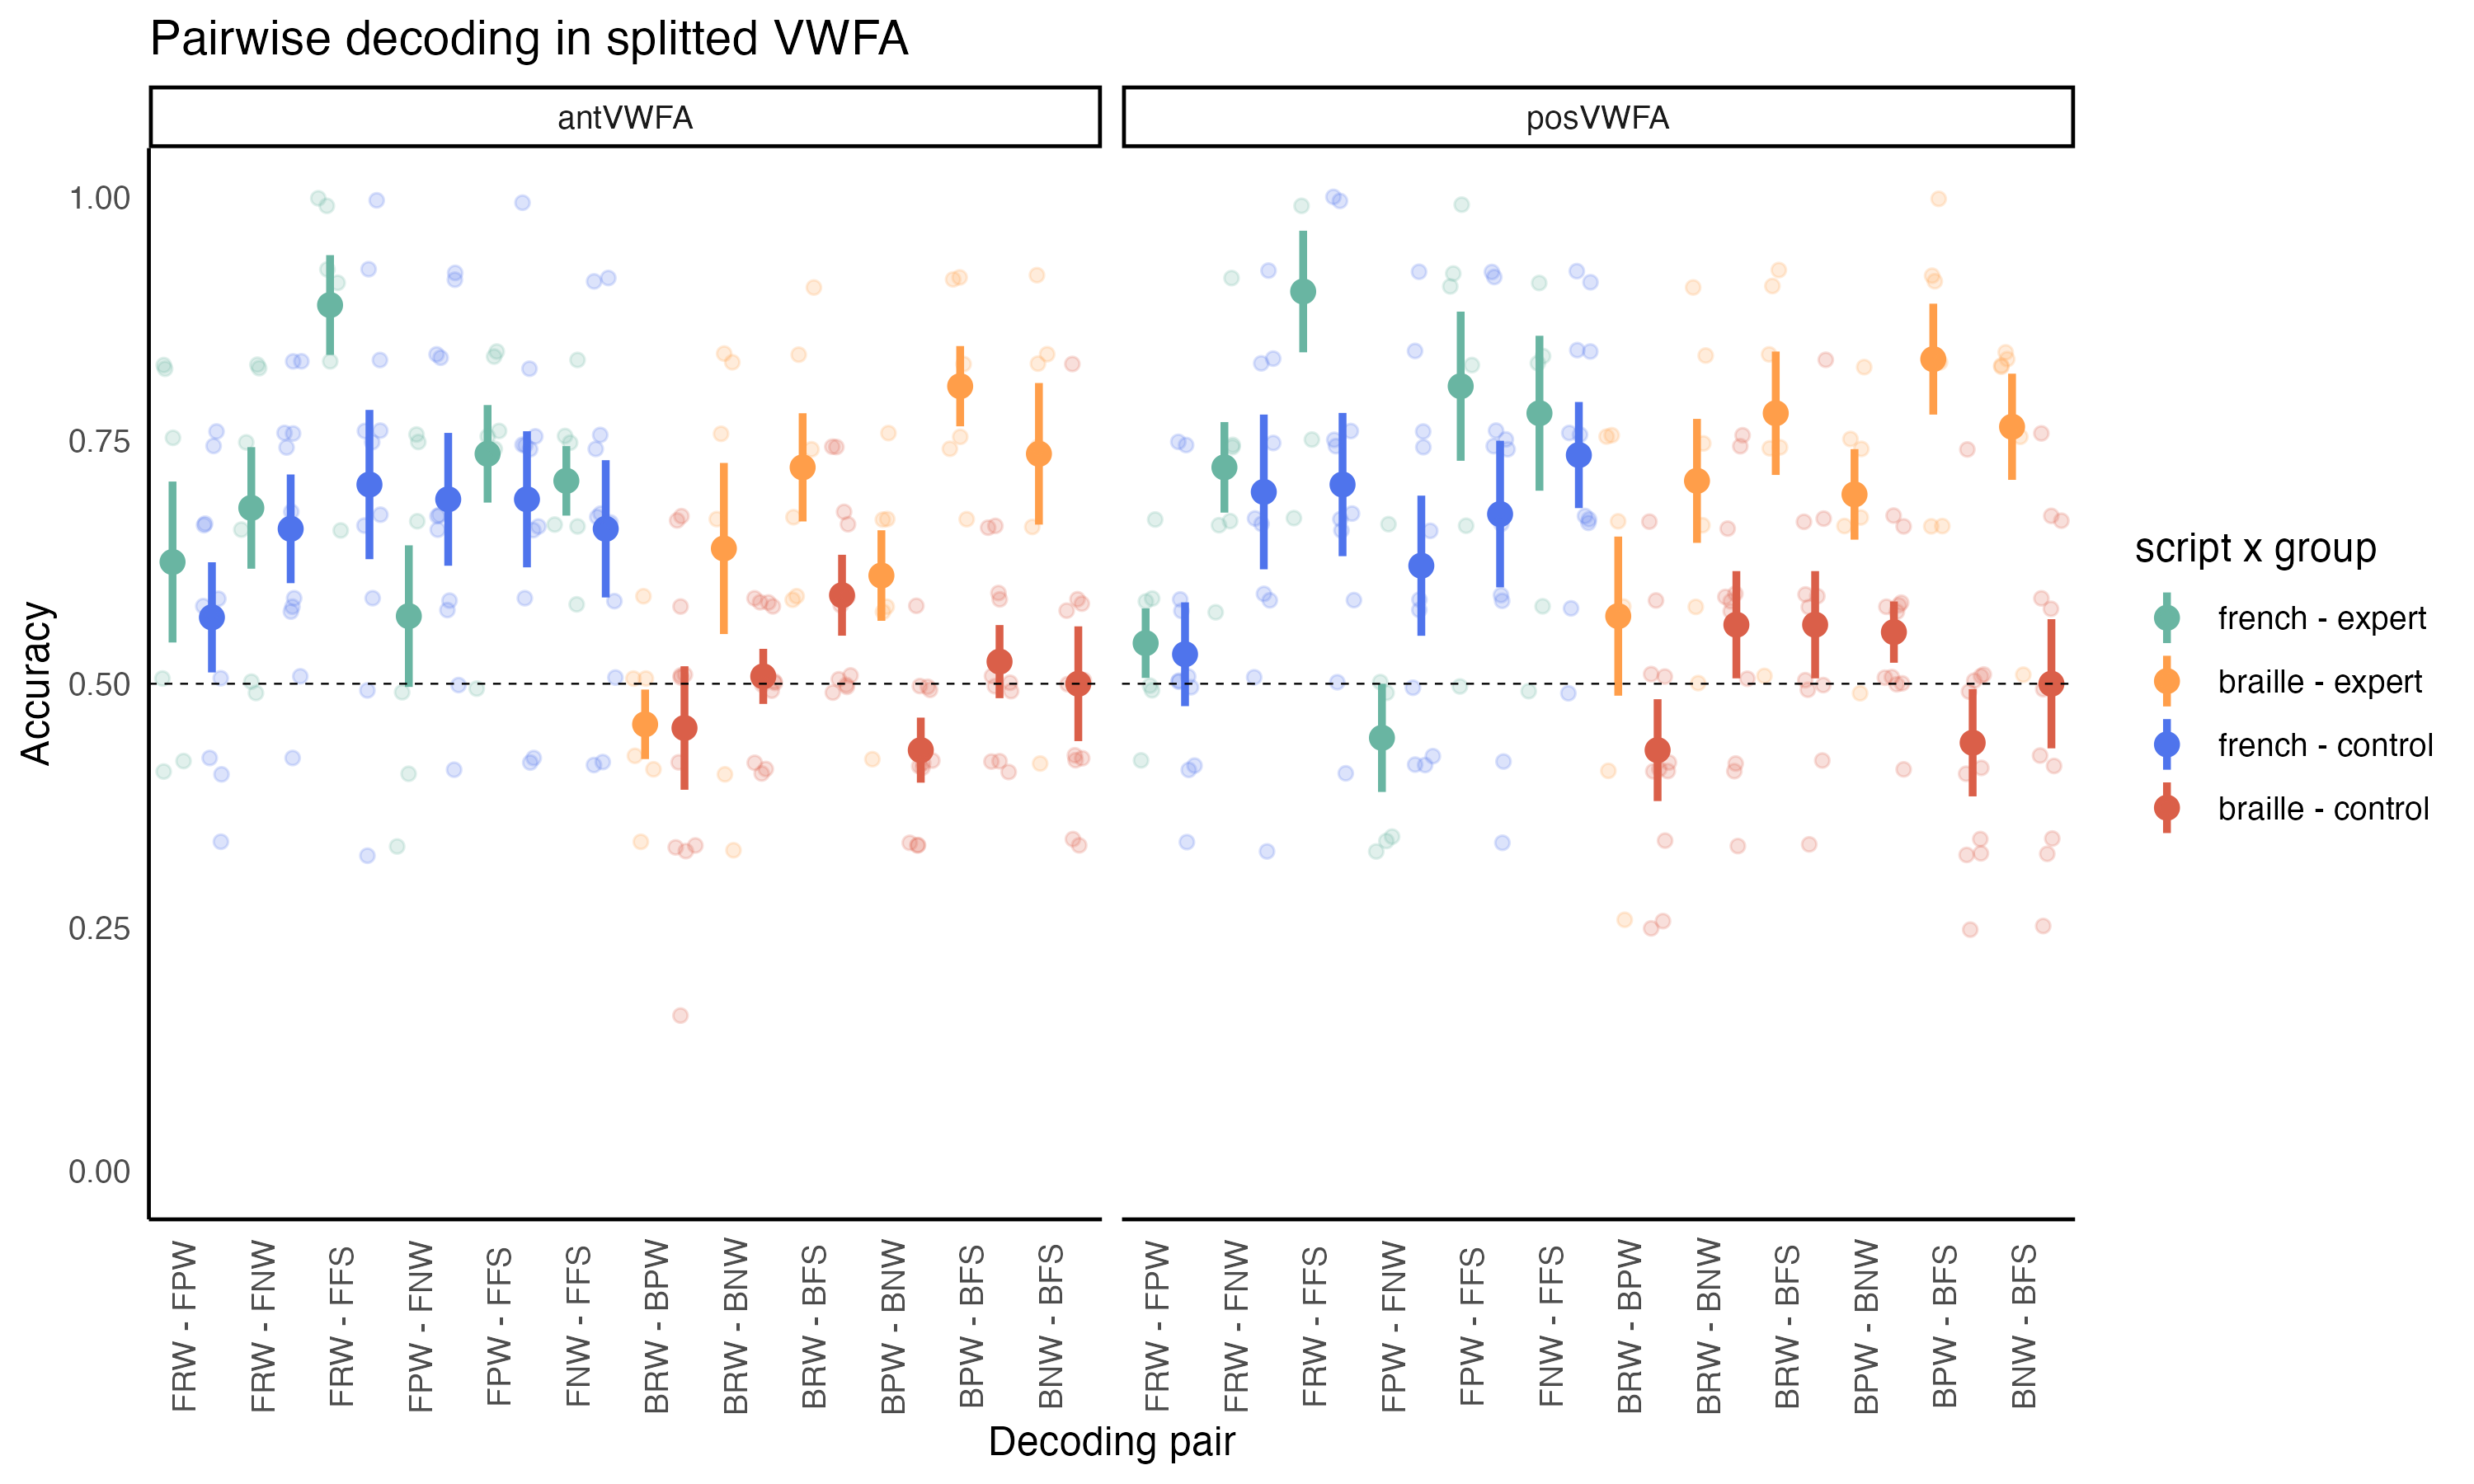 Pairwise decoding in splitted VWFA
antVWFA
posVWFA
Accuracy
1.00
0.75
0.50
0.25
0.00
FRW - FPW
FRW - FNW
FRW - FFS
FPW - FNW
FPW - FFS
FNW - FFS
BRW - BPW
BRW - BNW
BRW - BFS
BPW - BNW
BPW - BFS
BNW - BFS
FRW - FPW
FRW - FNW
FRW - FFS
FPW - FNW
FPW - FFS
FNW - FFS
BRW - BPW
BRW - BNW
BRW - BFS
BPW - BNW
BPW - BFS
BNW - BFS
Decoding pair
script x group
french - expert
braille - expert
french - control
braille - control